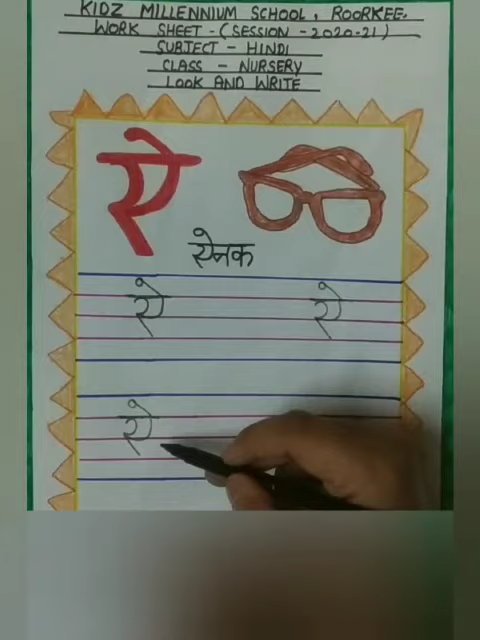 KIDZ MILLENNIUM SCHOOL, ROORKEE.
WORK SHEET - (SESSION - 2020-21)
SUBJECT - HINDI
CLASS - NURSERY
LOOK AND WRITE
ऐ
ऐनक
ऐ ऐ
ऐ